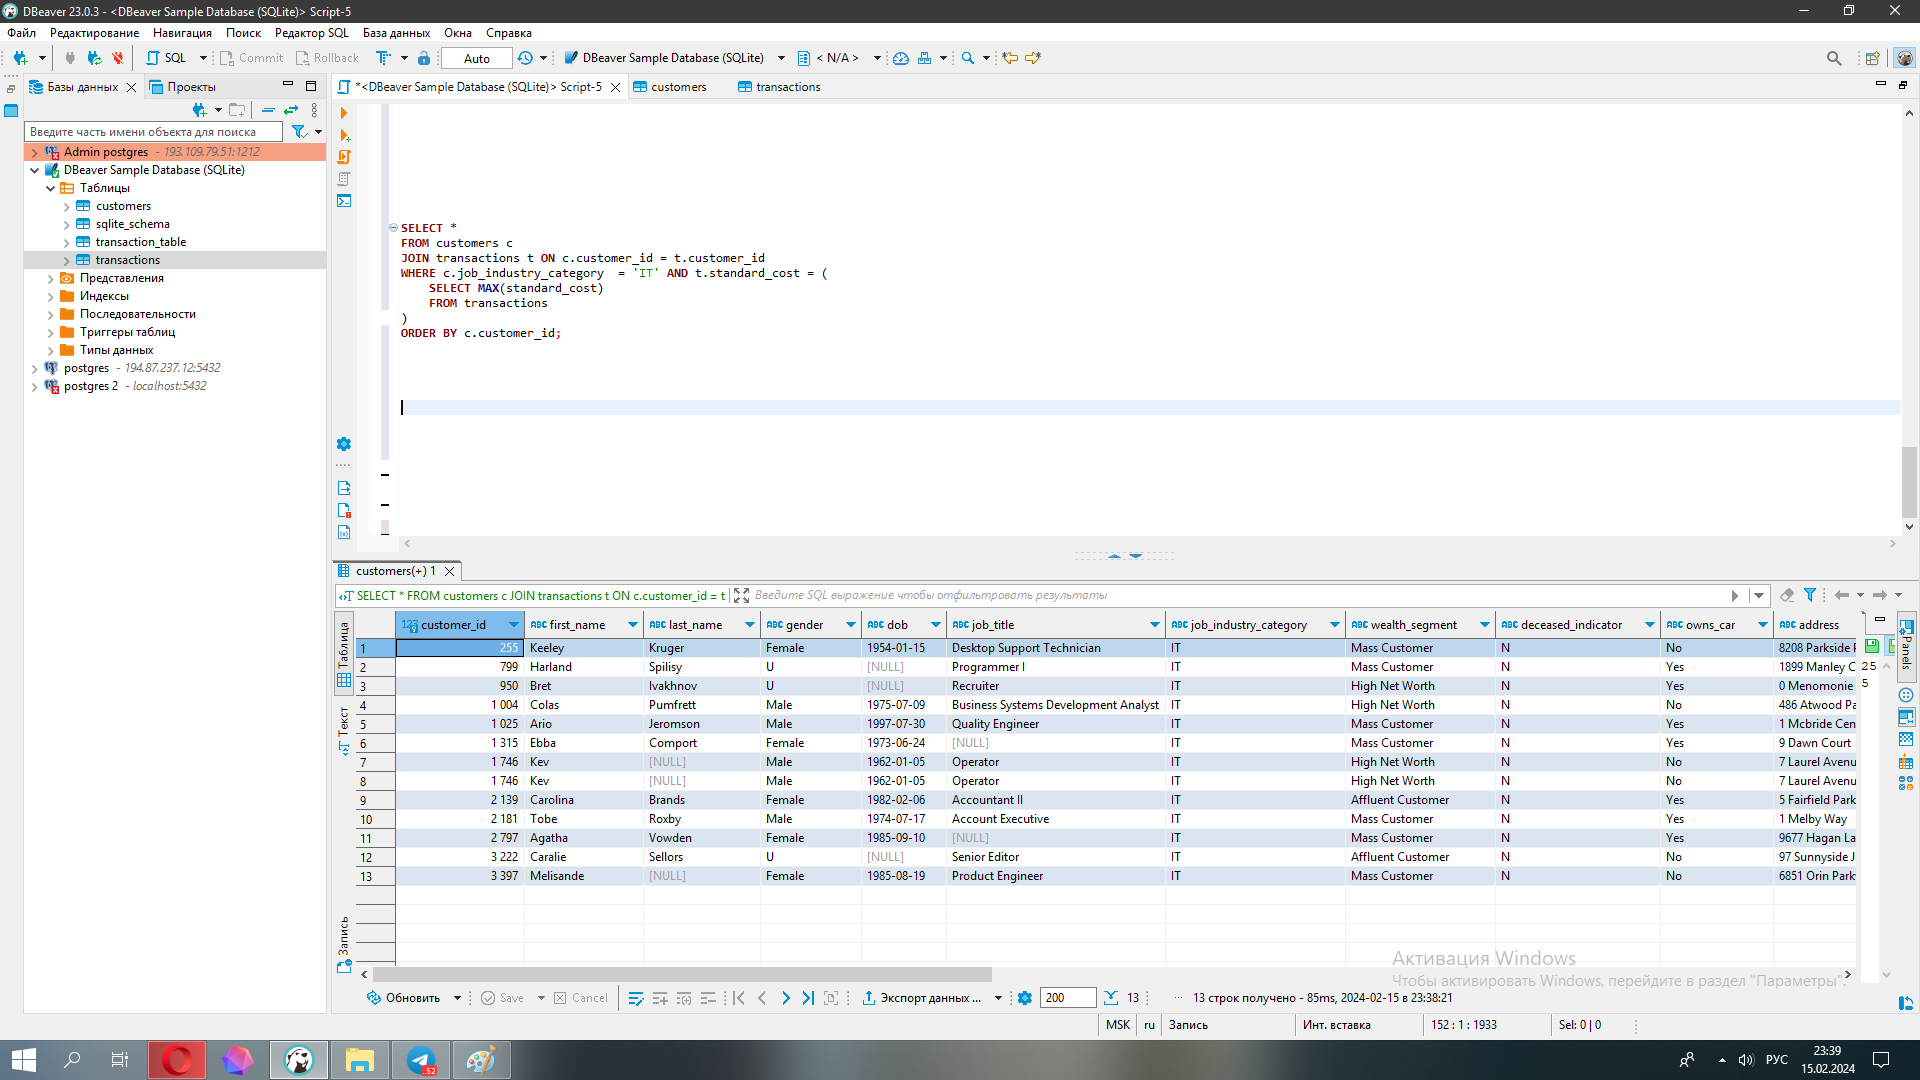 DBeaver 23.0.3 - <DBeaver Sample Database (SQLite)> Script-5
Файл Редактирование Навигация Поиск Редактор SQL База данных Окна Справка
SQL Commit Rollback Auto DBeaver Sample Database (SQLite) < N/A >
Базы данных Проекты
*<DBeaver Sample Database (SQLite)> Script-5 customers transactions
Введите часть имени объекта для поиска
Admin postgres - 193.109.79.51:1212
DBeaver Sample Database (SQLite)
Таблицы
customers
sqlite_schema
transaction_table
transactions
Представления
Индексы
Последовательности
Триггеры таблиц
Типы данных
postgres - 194.87.237.12:5432
postgres 2 - localhost:5432
SELECT *
FROM customers c
JOIN transactions t ON c.customer_id = t.customer_id
WHERE c.job_industry_category  = 'IT' AND t.standard_cost = (
    SELECT MAX(standard_cost)
    FROM transactions
)
ORDER BY c.customer_id;
customers(+) 1
SELECT * FROM customers c JOIN transactions t ON c.customer_id = t Введите SQL выражение чтобы отфильтровать результаты
Таблица
Текст
Запись
customer_id first_name last_name gender dob job_title job_industry_category wealth_segment deceased_indicator owns_car address
1 255 Keeley Kruger Female 1954-01-15 Desktop Support Technician IT Mass Customer N No 8208 Parkside
2 799 Harland Spilisy U [NULL] Programmer I IT Mass Customer N Yes 1899 Manley C
3 950 Bret Ivakhnov U [NULL] Recruiter IT High Net Worth N Yes 0 Menomonie
4 1 004 Colas Pumfrett Male 1975-07-09 Business Systems Development Analyst IT High Net Worth N No 486 Atwood Pa
5 1 025 Ario Jeromson Male 1997-07-30 Quality Engineer IT Mass Customer N Yes 1 Mcbride Cen
6 1 315 Ebba Comport Female 1973-06-24 [NULL] IT Mass Customer N Yes 9 Dawn Court
7 1 746 Kev [NULL] Male 1962-01-05 Operator IT High Net Worth N No 7 Laurel Avenu
8 1 746 Kev [NULL] Male 1962-01-05 Operator IT High Net Worth N No 7 Laurel Avenu
9 2 139 Carolina Brands Female 1982-02-06 Accountant II IT Affluent Customer N Yes 5 Fairfield Park
10 2 181 Tobe Roxby Male 1974-07-17 Account Executive IT Mass Customer N Yes 1 Melby Way
11 2 797 Agatha Vowden Female 1985-09-10 [NULL] IT Mass Customer N Yes 9677 Hagan La
12 3 222 Caralie Sellors U [NULL] Senior Editor IT Affluent Customer N No 97 Sunnyside J
13 3 397 Melisande [NULL] Female 1985-08-19 Product Engineer IT Mass Customer N No 6851 Orin Park
25
5
Panels
Активация Windows
Чтобы активировать Windows, перейдите в раздел "Параметры".
Обновить Save Cancel Экспорт данных ... 200 13 13 строк получено - 85ms, 2024-02-15 в 23:38:21
MSK ru Запись Инт. вставка 152 : 1 : 1933 Sel: 0 | 0
52
РУС
23:39
15.02.2024